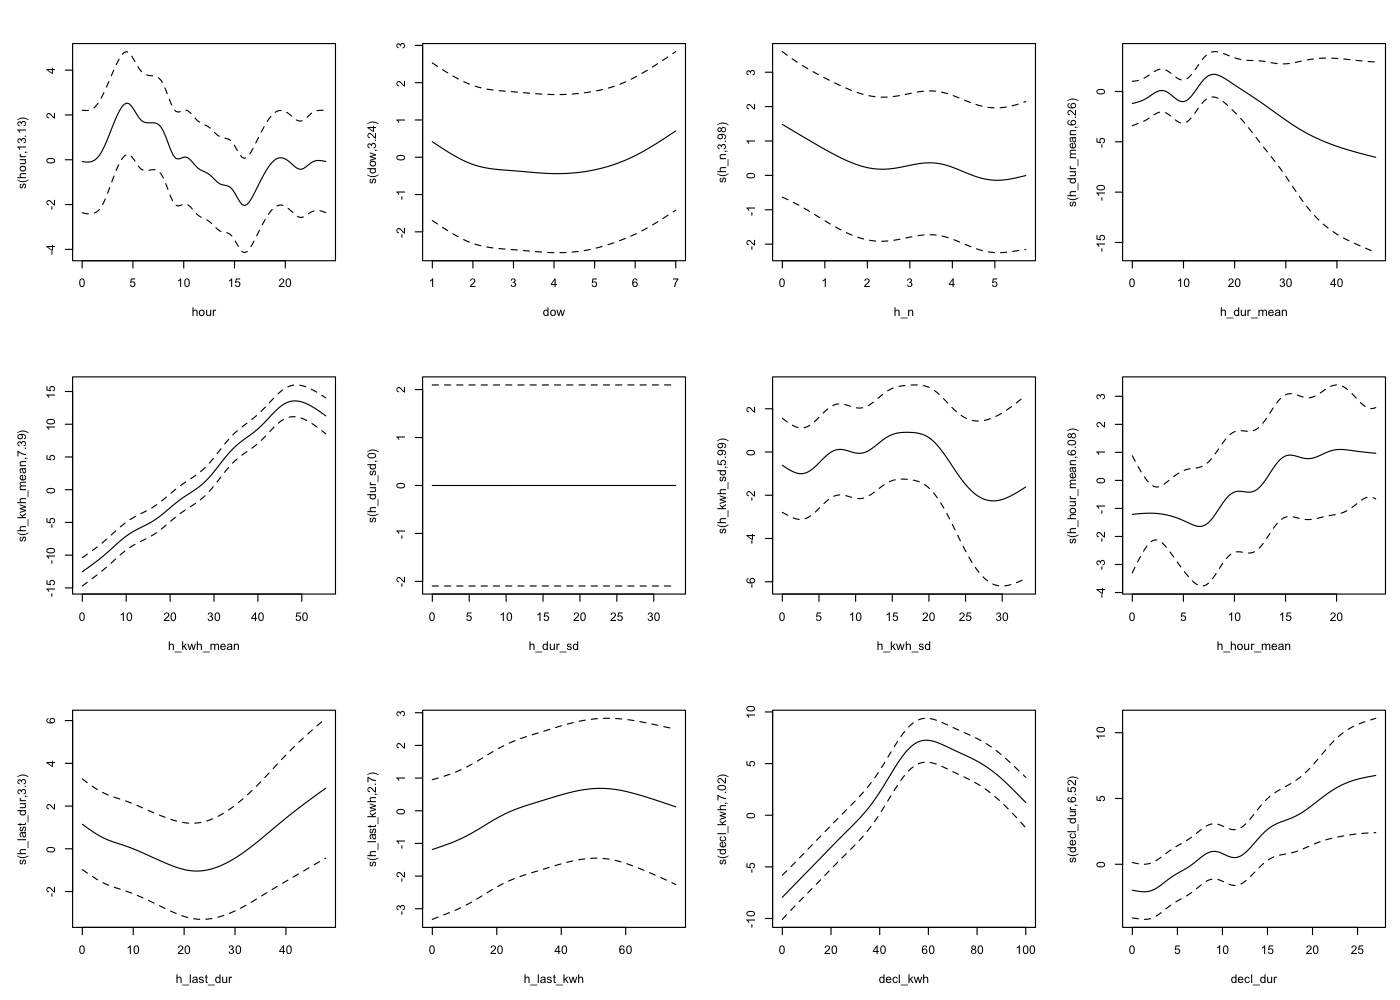 s(hour,13.13)
4
2
0
-2
-4
0 5 10 15 20
hour
s(dow,3.24)
3
2
1
0
-1
-2
1 2 3 4 5 6 7
dow
s(h_n,3.98)
3
2
1
0
-1
-2
0 1 2 3 4 5
h_n
s(h_dur_mean,6.26)
0
-5
-10
-15
0 10 20 30 40
h_dur_mean
s(h_kwh_mean,7.39)
15
10
5
0
-5
-10
-15
0 10 20 30 40 50
h_kwh_mean
s(h_dur_sd,0)
2
1
0
-1
-2
0 5 10 15 20 25 30
h_dur_sd
s(h_kwh_sd,5.99)
2
0
-2
-4
-6
0 5 10 15 20 25 30
h_kwh_sd
s(h_hour_mean,6.08)
3
2
1
0
-1
-2
-3
-4
0 5 10 15 20
h_hour_mean
s(h_last_dur,3.3)
6
4
2
0
-2
0 10 20 30 40
h_last_dur
s(h_last_kwh,2.7)
3
2
1
0
-1
-2
-3
0 20 40 60
h_last_kwh
s(decl_kwh,7.02)
10
5
0
-5
-10
0 20 40 60 80 100
decl_kwh
s(decl_dur,6.52)
10
5
0
0 5 10 15 20 25
decl_dur